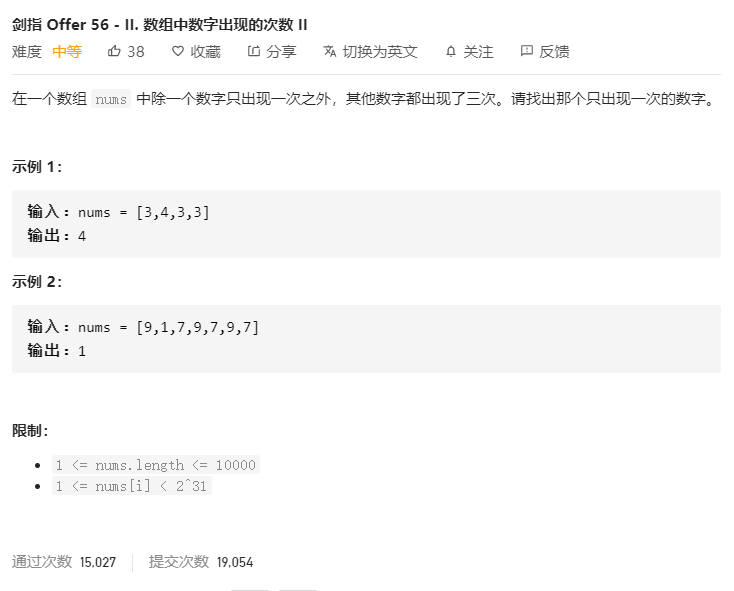 剑指 Offer 56 - II. 数组中数字出现的次数 II
难度 中等 38 收藏 分享 切换为英文 关注 反馈
在一个数组 nums 中除一个数字只出现一次之外，其他数字都出现了三次。请找出那个只出现一次的数字。
示例 1：
输入：nums = [3,4,3,3]
输出：4
示例 2：
输入：nums = [9,1,7,9,7,9,7]
输出：1
限制：
1 <= nums.length <= 10000
1 <= nums[i] < 2^31
通过次数 15,027 提交次数 19,054